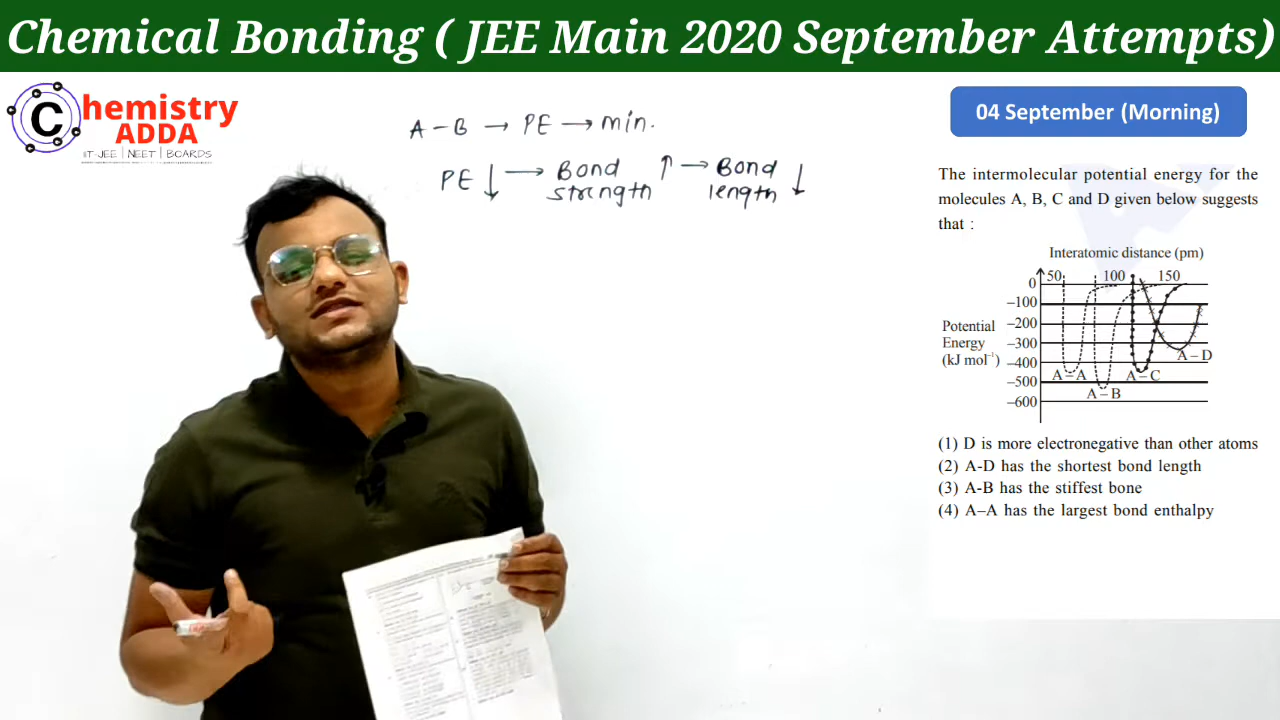 Chemical Bonding ( JEE Main 2020 September Attempts)
Chemistry
ADDA
IIT-JEE | NEET | BOARDS
A - B → PE → min.
PE ↓ → Bond strength ↑ → Bond length ↓
04 September (Morning)
The intermolecular potential energy for the
molecules A, B, C and D given below suggests
that :
Interatomic distance (pm)
50 100 150
0
–100
–200
–300
–400
–500
–600
Potential
Energy
(kJ mol⁻¹)
A – D
A – A
A – C
A – B
(1) D is more electronegative than other atoms
(2) A-D has the shortest bond length
(3) A-B has the stiffest bone
(4) A–A has the largest bond enthalpy